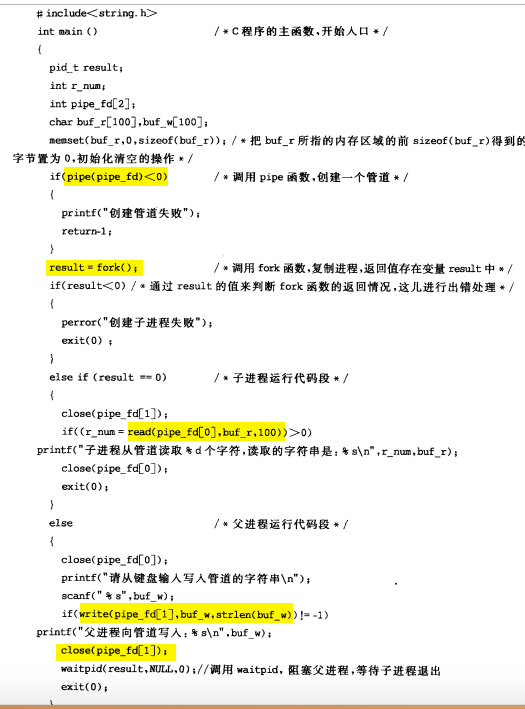 #include<string.h>
int main () /*C程序的主函数,开始入口*/
{
pid_t result;
int r_num;
int pipe_fd[2];
char buf_r[100],buf_w[100];
memset(buf_r,0,sizeof(buf_r)); /*把 buf_r 所指的内存区域的前 sizeof(buf_r)得到的
字节置为0,初始化清空的操作*/
if(pipe(pipe_fd)<0) /*调用 pipe 函数,创建一个管道*/
{
printf("创建管道失败");
return-1;
}
result = fork(); /*调用 fork 函数,复制进程,返回值存在变量 result 中*/
if(result<0) /*通过 result 的值来判断 fork 函数的返回情况,这儿进行出错处理*/
{
perror("创建子进程失败");
exit(0) ;
}
else if (result == 0) /*子进程运行代码段*/
{
close(pipe_fd[1]);
if((r_num = read(pipe_fd[0],buf_r,100))>0)
printf("子进程从管道读取%d个字符,读取的字符串是:%s\n",r_num,buf_r);
close(pipe_fd[0]);
exit(0);
}
else /*父进程运行代码段*/
{
close(pipe_fd[0]);
printf("请从键盘输入写入管道的字符串\n");
scanf("%s",buf_w);
if(write(pipe_fd[1],buf_w,strlen(buf_w))!= -1)
printf("父进程向管道写入:%s\n",buf_w);
close(pipe_fd[1]);
waitpid(result,NULL,0);//调用 waitpid, 阻塞父进程,等待子进程退出
exit(0);
}